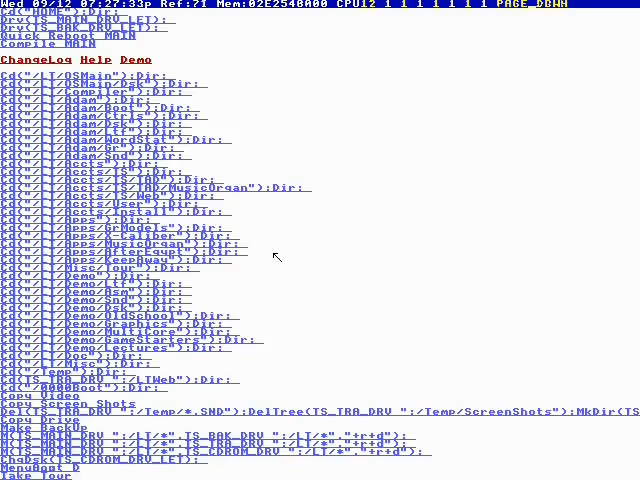 Wed 09/12 07:27:33p Ref:71 Mem:02E2548A00 CPU12 1 1 1 1 1 1 1 PAGE_DBWH
Cd("HOME");Dir;
Drv(TS_MAIN_DRV_LET);
Drv(TS_BAK_DRV_LET);
Quick Reboot MAIN
Compile MAIN
ChangeLog Help Demo
Cd("/LT/OSMain");Dir;
Cd("/LT/OSMain/Dsk");Dir;
Cd("/LT/Compiler");Dir;
Cd("/LT/Adam");Dir;
Cd("/LT/Adam/Boot");Dir;
Cd("/LT/Adam/Ctrls");Dir;
Cd("/LT/Adam/Dsk");Dir;
Cd("/LT/Adam/Ltf");Dir;
Cd("/LT/Adam/WordStat");Dir;
Cd("/LT/Adam/Gr");Dir;
Cd("/LT/Adam/Snd");Dir;
Cd("/LT/Accts");Dir;
Cd("/LT/Accts/TS");Dir;
Cd("/LT/Accts/TS/TAD");Dir;
Cd("/LT/Accts/TS/TAD/MusicOrgan");Dir;
Cd("/LT/Accts/TS/Web");Dir;
Cd("/LT/Accts/User");Dir;
Cd("/LT/Accts/Install");Dir;
Cd("/LT/Apps");Dir;
Cd("/LT/Apps/GrModels");Dir;
Cd("/LT/Apps/X-Caliber");Dir;
Cd("/LT/Apps/MusicOrgan");Dir;
Cd("/LT/Apps/AfterEgypt");Dir;
Cd("/LT/Apps/KeepAway");Dir;
Cd("/LT/Misc/Tour");Dir;
Cd("/LT/Demo");Dir;
Cd("/LT/Demo/Ltf");Dir;
Cd("/LT/Demo/Asm");Dir;
Cd("/LT/Demo/Snd");Dir;
Cd("/LT/Demo/Dsk");Dir;
Cd("/LT/Demo/OldSchool");Dir;
Cd("/LT/Demo/Graphics");Dir;
Cd("/LT/Demo/MultiCore");Dir;
Cd("/LT/Demo/GameStarters");Dir;
Cd("/LT/Demo/Lectures");Dir;
Cd("/LT/Doc");Dir;
Cd("/LT/Misc");Dir;
Cd("/Temp");Dir;
Cd(TS_TRA_DRV ":/LTWeb");Dir;
Cd("/0000Boot");Dir;
Copy Video
Copy Screen Shots
Del(TS_TRA_DRV ":/Temp/*.SND");DelTree(TS_TRA_DRV ":/Temp/ScreenShots");MkDir(TS
Copy Drive
Make BackUp
M(TS_MAIN_DRV ":/LT/*",TS_BAK_DRV ":/LT/*","+r+d");
M(TS_MAIN_DRV ":/LT/*",TS_TRA_DRV ":/LT/*","+r+d");
M(TS_MAIN_DRV ":/LT/*",TS_CDROM_DRV ":/LT/*","+r+d");
ChgDsk(TS_CDROM_DRV_LET);
MenuBoot D
Take Tour